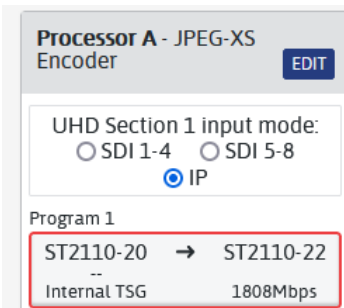 Processor A - JPEG-XS
Encoder
EDIT
UHD Section 1 input mode:
SDI 1-4 SDI 5-8
IP
Program 1
ST2110-20 → ST2110-22
--
Internal TSG 1808Mbps